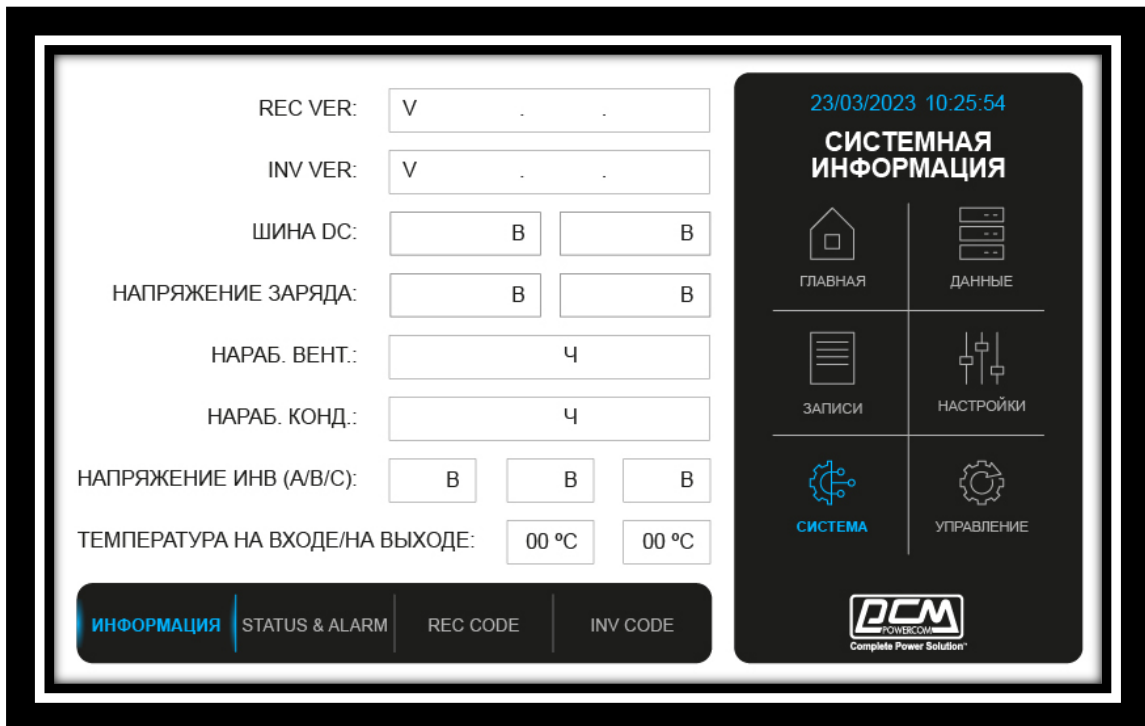 REC VER: V . .
INV VER: V . .
ШИНА DC: В В
НАПРЯЖЕНИЕ ЗАРЯДА: В В
НАРАБ. ВЕНТ.: Ч
НАРАБ. КОНД.: Ч
НАПРЯЖЕНИЕ ИНВ (A/B/C): В В В
ТЕМПЕРАТУРА НА ВХОДЕ/НА ВЫХОДЕ: 00 ºC 00 ºC
ИНФОРМАЦИЯ STATUS & ALARM REC CODE INV CODE
23/03/2023 10:25:54
СИСТЕМНАЯ
ИНФОРМАЦИЯ
ГЛАВНАЯ ДАННЫЕ
ЗАПИСИ НАСТРОЙКИ
СИСТЕМА УПРАВЛЕНИЕ
PCM
POWERCOM
Complete Power Solution™